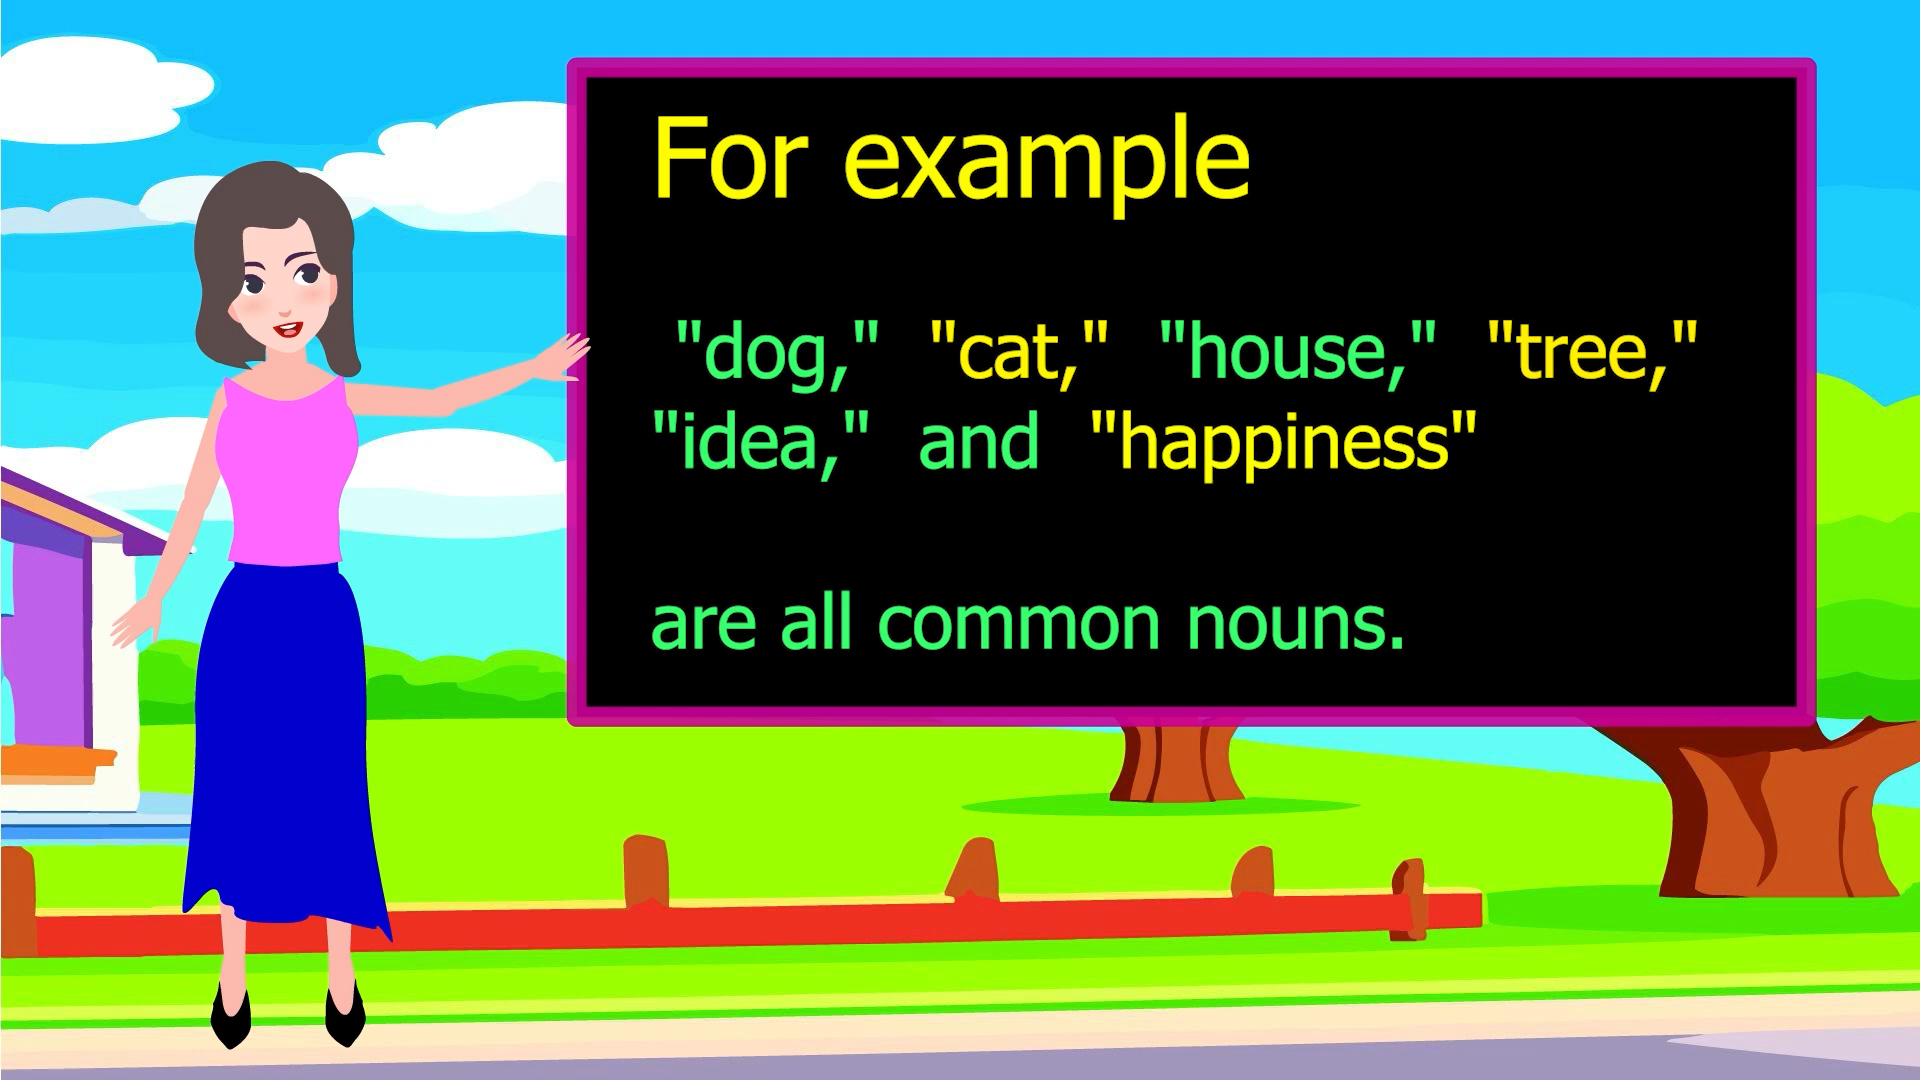 For example
"dog," "cat," "house," "tree,"
"idea," and "happiness"
are all common nouns.